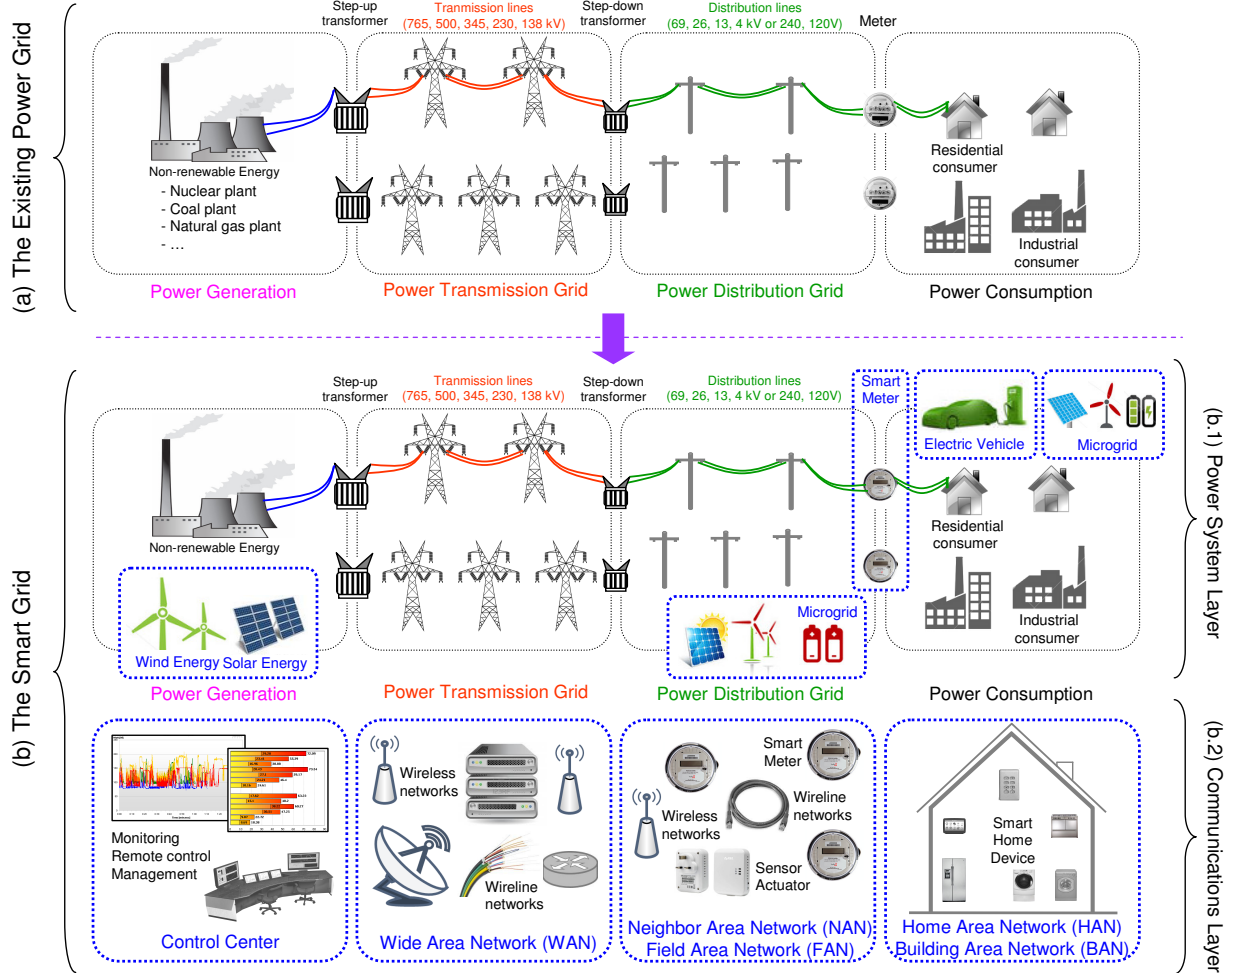 (a) The Existing Power Grid
Step-up
transformer
Tranmission lines
(765, 500, 345, 230, 138 kV)
Step-down
transformer
Distribution lines
(69, 26, 13, 4 kV or 240, 120V)
Meter
Non-renewable Energy
- Nuclear plant
- Coal plant
- Natural gas plant
- ...
Residential
consumer
Industrial
consumer
Power Generation
Power Transmission Grid
Power Distribution Grid
Power Consumption
(b) The Smart Grid
(b.1) Power System Layer
Step-up
transformer
Tranmission lines
(765, 500, 345, 230, 138 kV)
Step-down
transformer
Distribution lines
(69, 26, 13, 4 kV or 240, 120V)
Smart
Meter
Electric Vehicle
Microgrid
Non-renewable Energy
Wind Energy
Solar Energy
Microgrid
Residential
consumer
Industrial
consumer
Power Generation
Power Transmission Grid
Power Distribution Grid
Power Consumption
(b.2) Communications Layer
Monitoring
Remote control
Management
Control Center
Wireless
networks
Wireline
networks
Wide Area Network (WAN)
Smart
Meter
Wireless
networks
Wireline
networks
Sensor
Actuator
Neighbor Area Network (NAN)
Field Area Network (FAN)
Smart
Home
Device
Home Area Network (HAN)
Building Area Network (BAN)